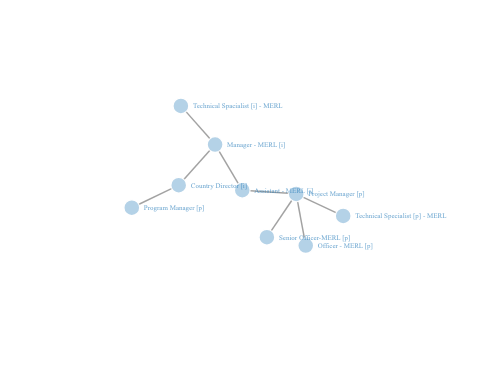 Technical Spacialist [i] - MERL
Manager - MERL [i]
Country Director [i]
Assistant - MERL [i]
Project Manager [p]
Program Manager [p]
Technical Specialist [p] - MERL
Senior Officer-MERL [p]
Officer - MERL [p]